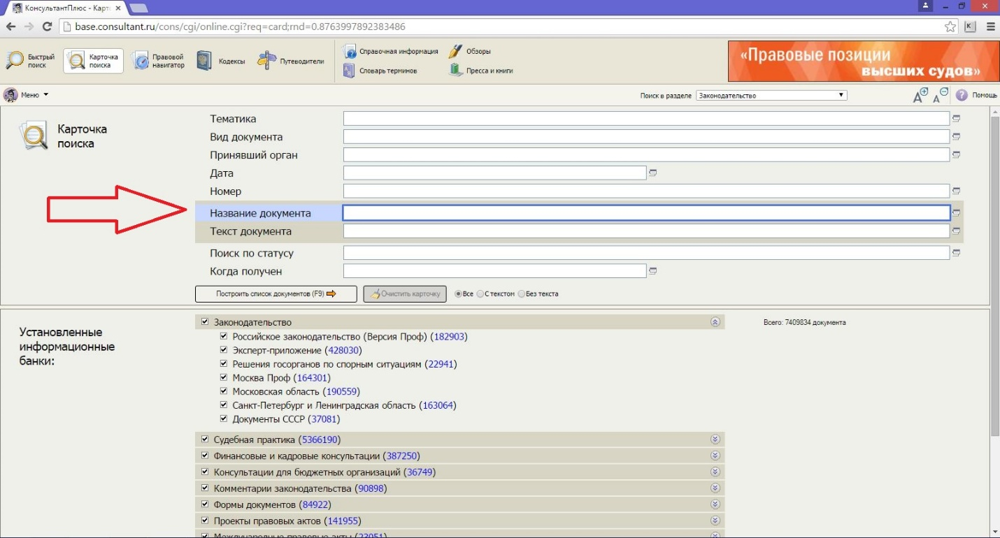 КонсультантПлюс - Карт
base.consultant.ru/cons/cgi/online.cgi?req=card;rnd=0.8763997892383486
Быстрый поиск
Карточка поиска
Правовой навигатор
Кодексы
Путеводители
Справочная информация
Словарь терминов
Обзоры
Пресса и книги
«Правовые позиции
высших судов»
Меню
Поиск в разделе Законодательство
Помощь
Карточка
поиска
Тематика
Вид документа
Принявший орган
Дата
Номер
Название документа
Текст документа
Поиск по статусу
Когда получен
Построить список документов (F9)
Очистить карточку
Все С текстом Без текста
Установленные
информационные
банки:
Законодательство
Всего: 7409834 документа
Российское законодательство (Версия Проф) (182903)
Эксперт-приложение (428030)
Решения госорганов по спорным ситуациям (22941)
Москва Проф (164301)
Московская область (190559)
Санкт-Петербург и Ленинградская область (163064)
Документы СССР (37081)
Судебная практика (5366190)
Финансовые и кадровые консультации (387250)
Консультации для бюджетных организаций (36749)
Комментарии законодательства (90898)
Формы документов (84922)
Проекты правовых актов (141955)
Международные правовые акты (23051)